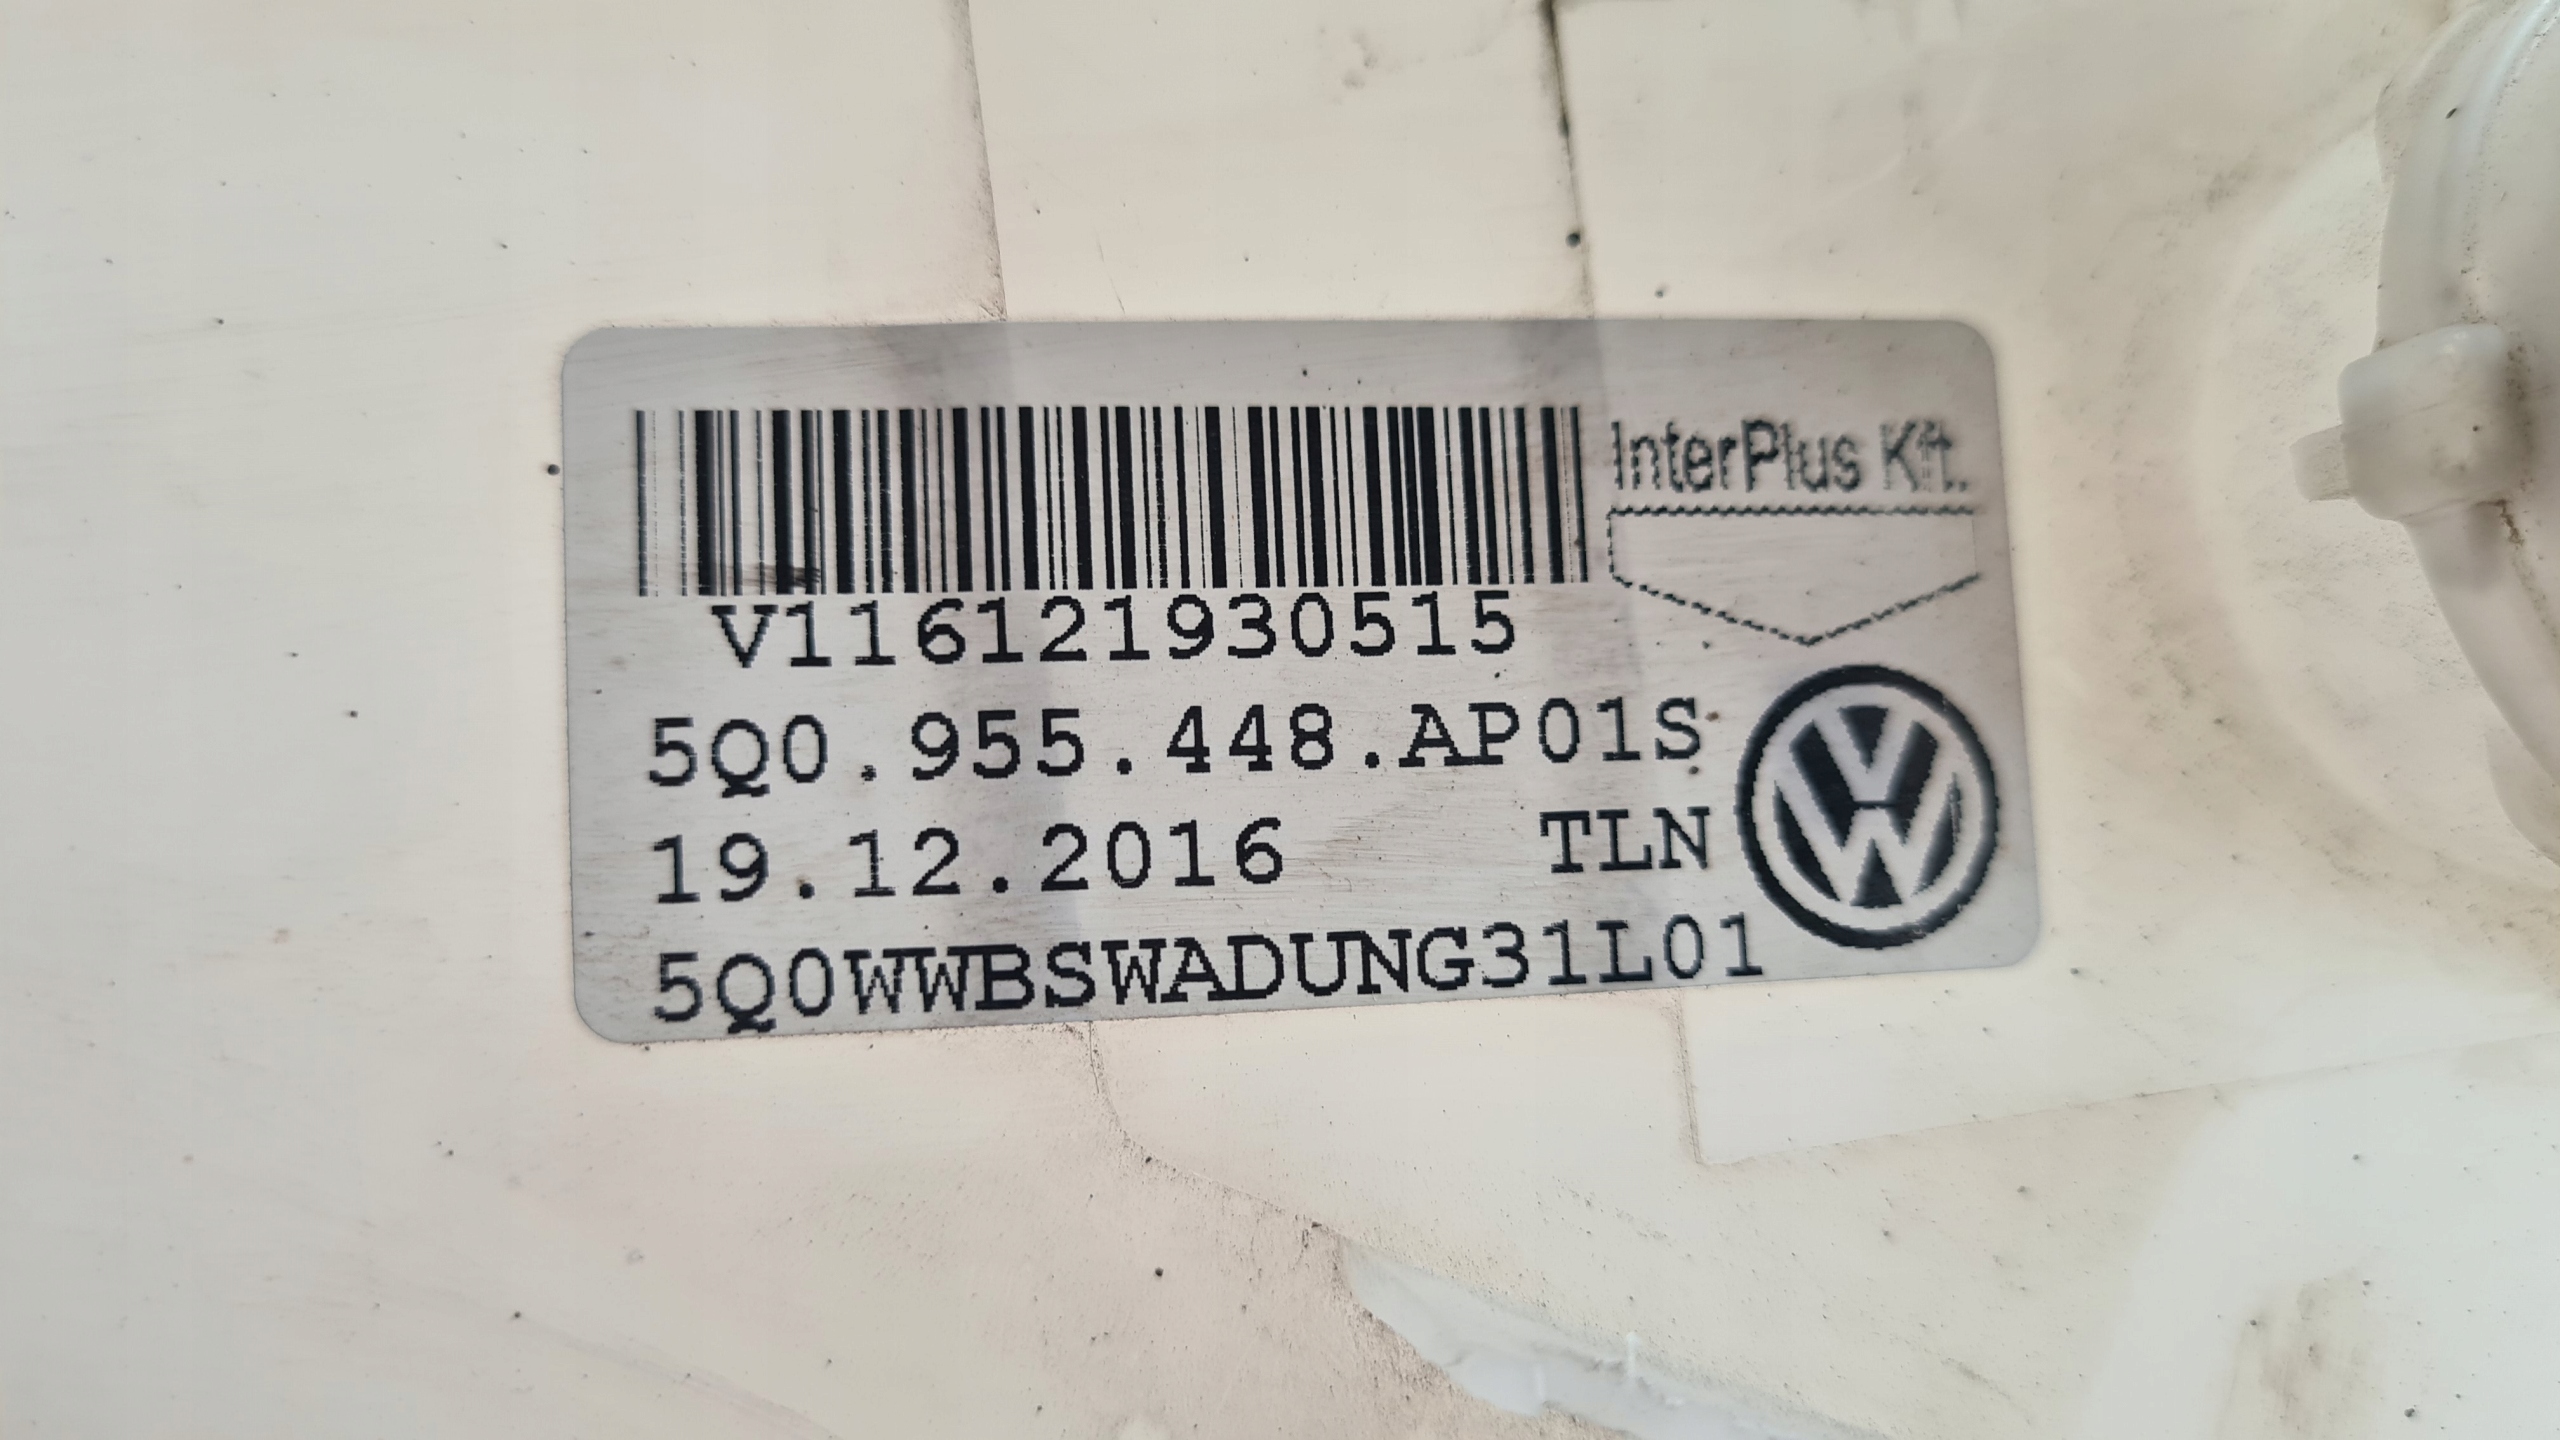 InterPlus Kft.
V116121930515
5Q0.955.448.AP01S
19.12.2016 TLN
5Q0WWBSWADUNG31L01